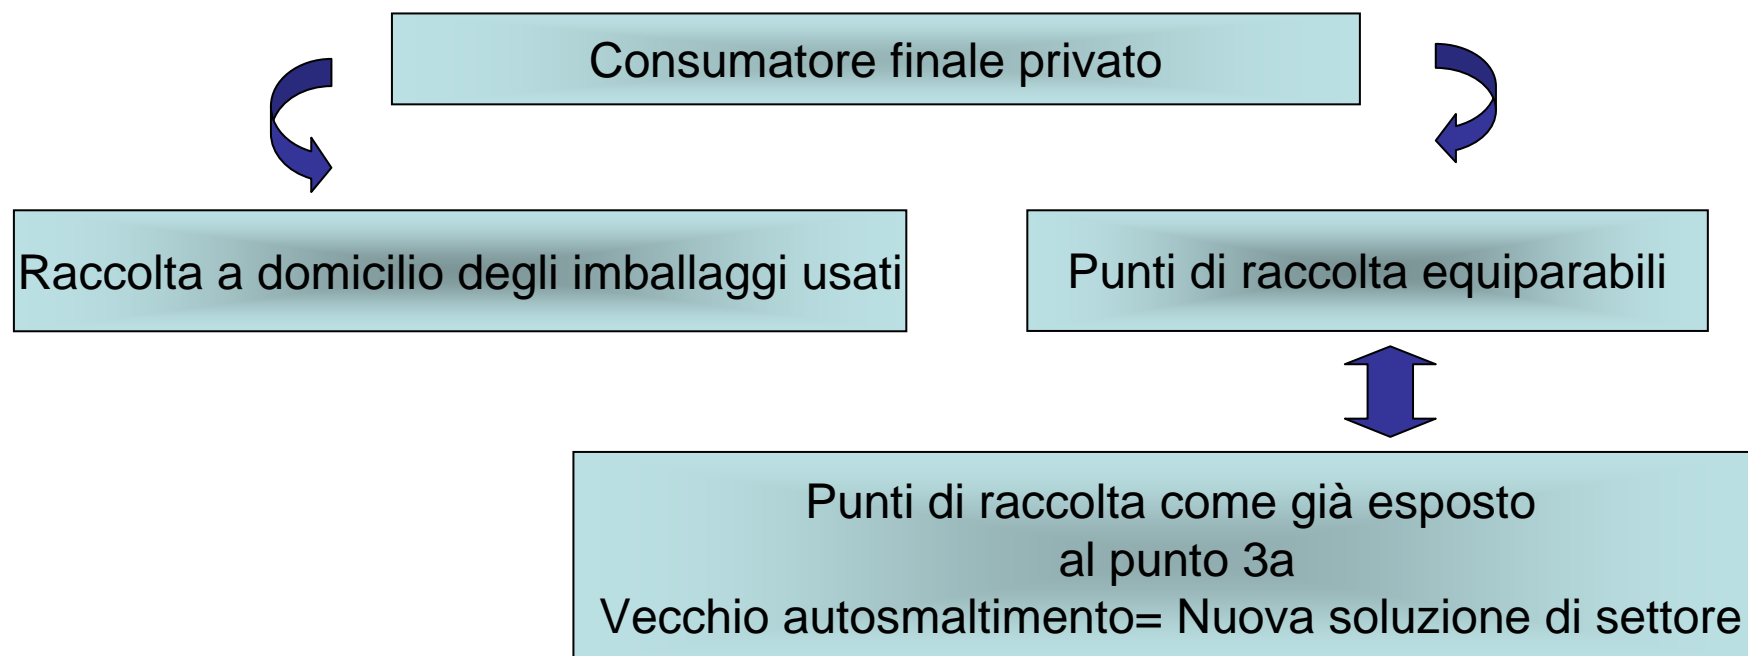 Consumatore finale privato
Raccolta a domicilio degli imballaggi usati
Punti di raccolta equiparabili
Punti di raccolta come già esposto
al punto 3a
Vecchio autosmaltimento= Nuova soluzione di settore